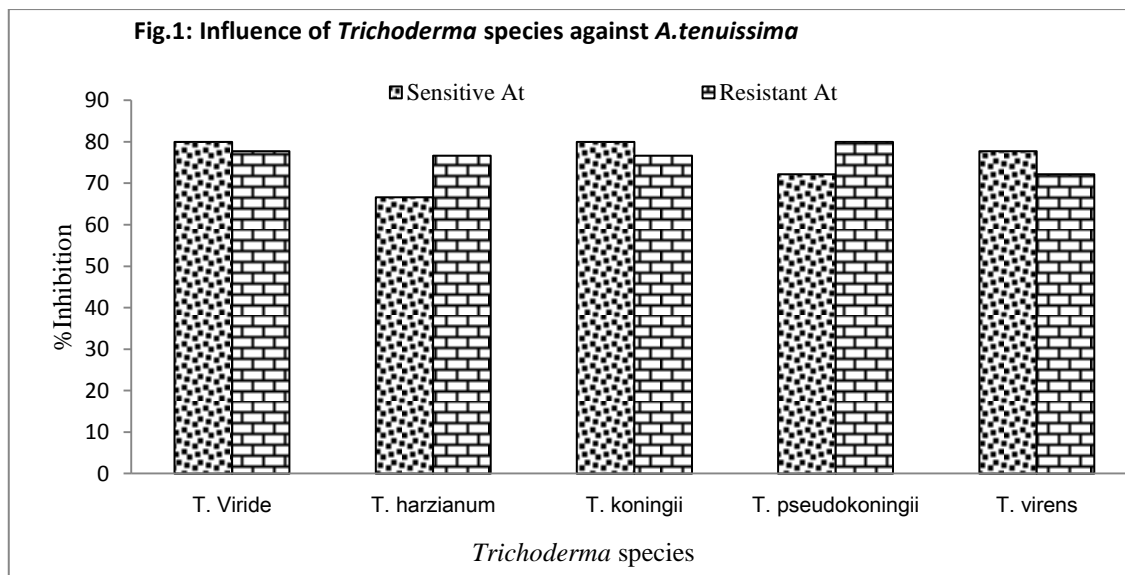 Fig.1: Influence of Trichoderma species against A.tenuissima
Sensitive At Resistant At
90
80
70
60
50
40
30
20
10
0
%Inhibition
T. Viride T. harzianum T. koningii T. pseudokoningii T. virens
Trichoderma species